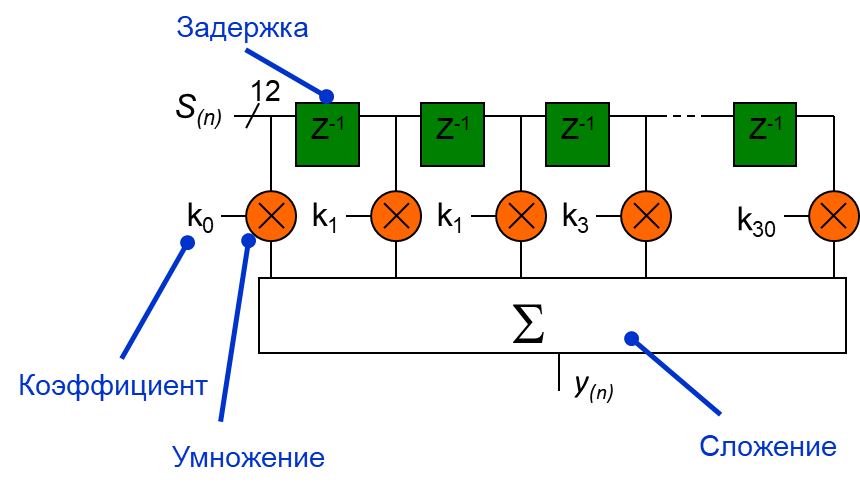 Задержка
S(n) 12
Z-1 Z-1 Z-1 Z-1
k0 k1 k1 k3 k30
Σ
Коэффициент
y(n)
Умножение
Сложение